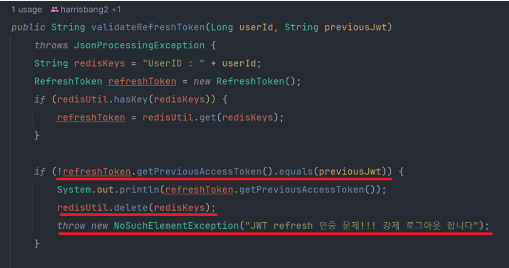 1 usage harrisbang2 +1
public String validateRefreshToken(Long userId, String previousJwt)
throws JsonProcessingException {
String redisKeys = "UserID : " + userId;
RefreshToken refreshToken = new RefreshToken();
if (redisUtil.hasKey(redisKeys)) {
refreshToken = redisUtil.get(redisKeys);
}
if (!refreshToken.getPreviousAccessToken().equals(previousJwt)) {
System.out.println(refreshToken.getPreviousAccessToken());
redisUtil.delete(redisKeys);
throw new NoSuchElementException("JWT refresh 인증 문제!!! 강제 로그아웃 합니다");
}